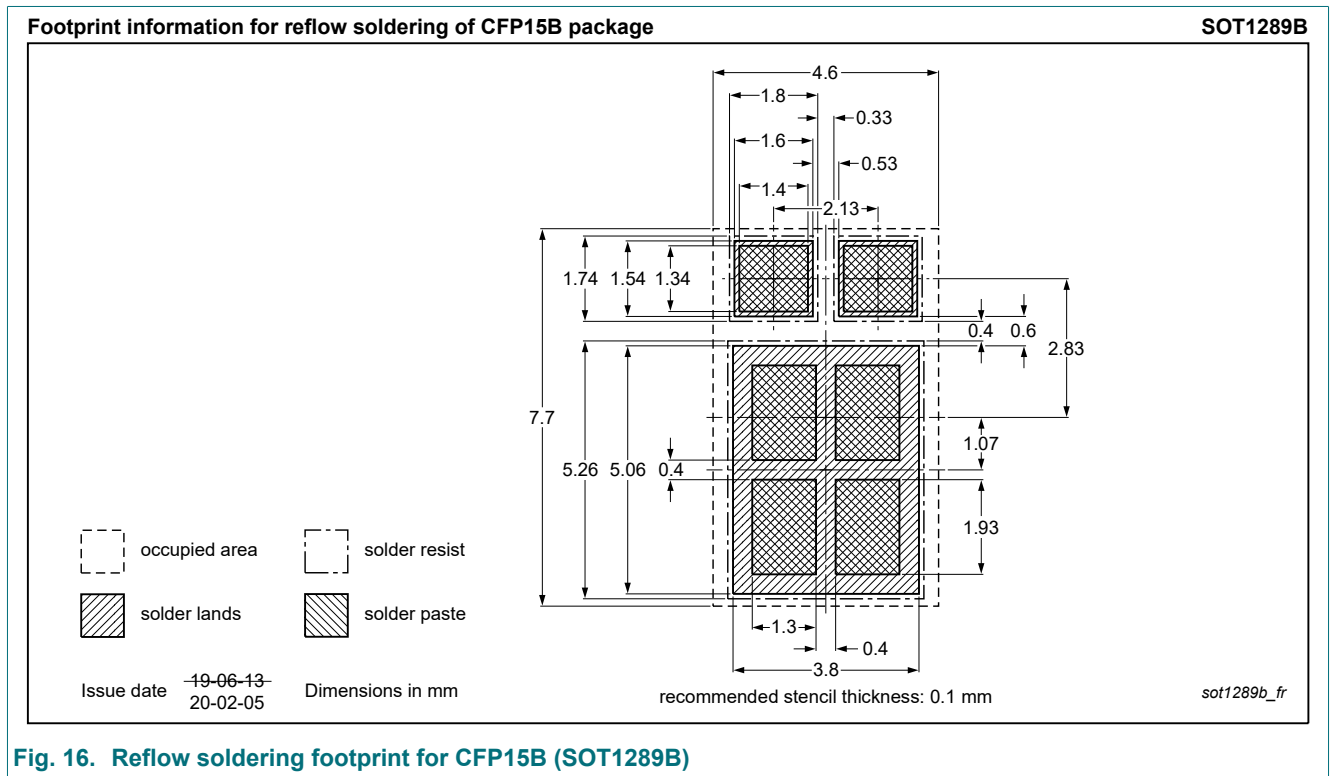 Footprint information for reflow soldering of CFP15B package SOT1289B
4.6
1.8
0.33
1.6
0.53
1.4
2.13
1.74 1.54 1.34
0.4 0.6
2.83
7.7
1.07
5.26 5.06 0.4
1.93
occupied area solder resist
solder lands solder paste
1.3
0.4
3.8
19-06-13
Issue date Dimensions in mm
20-02-05
recommended stencil thickness: 0.1 mm sot1289b_fr
Fig. 16. Reflow soldering footprint for CFP15B (SOT1289B)